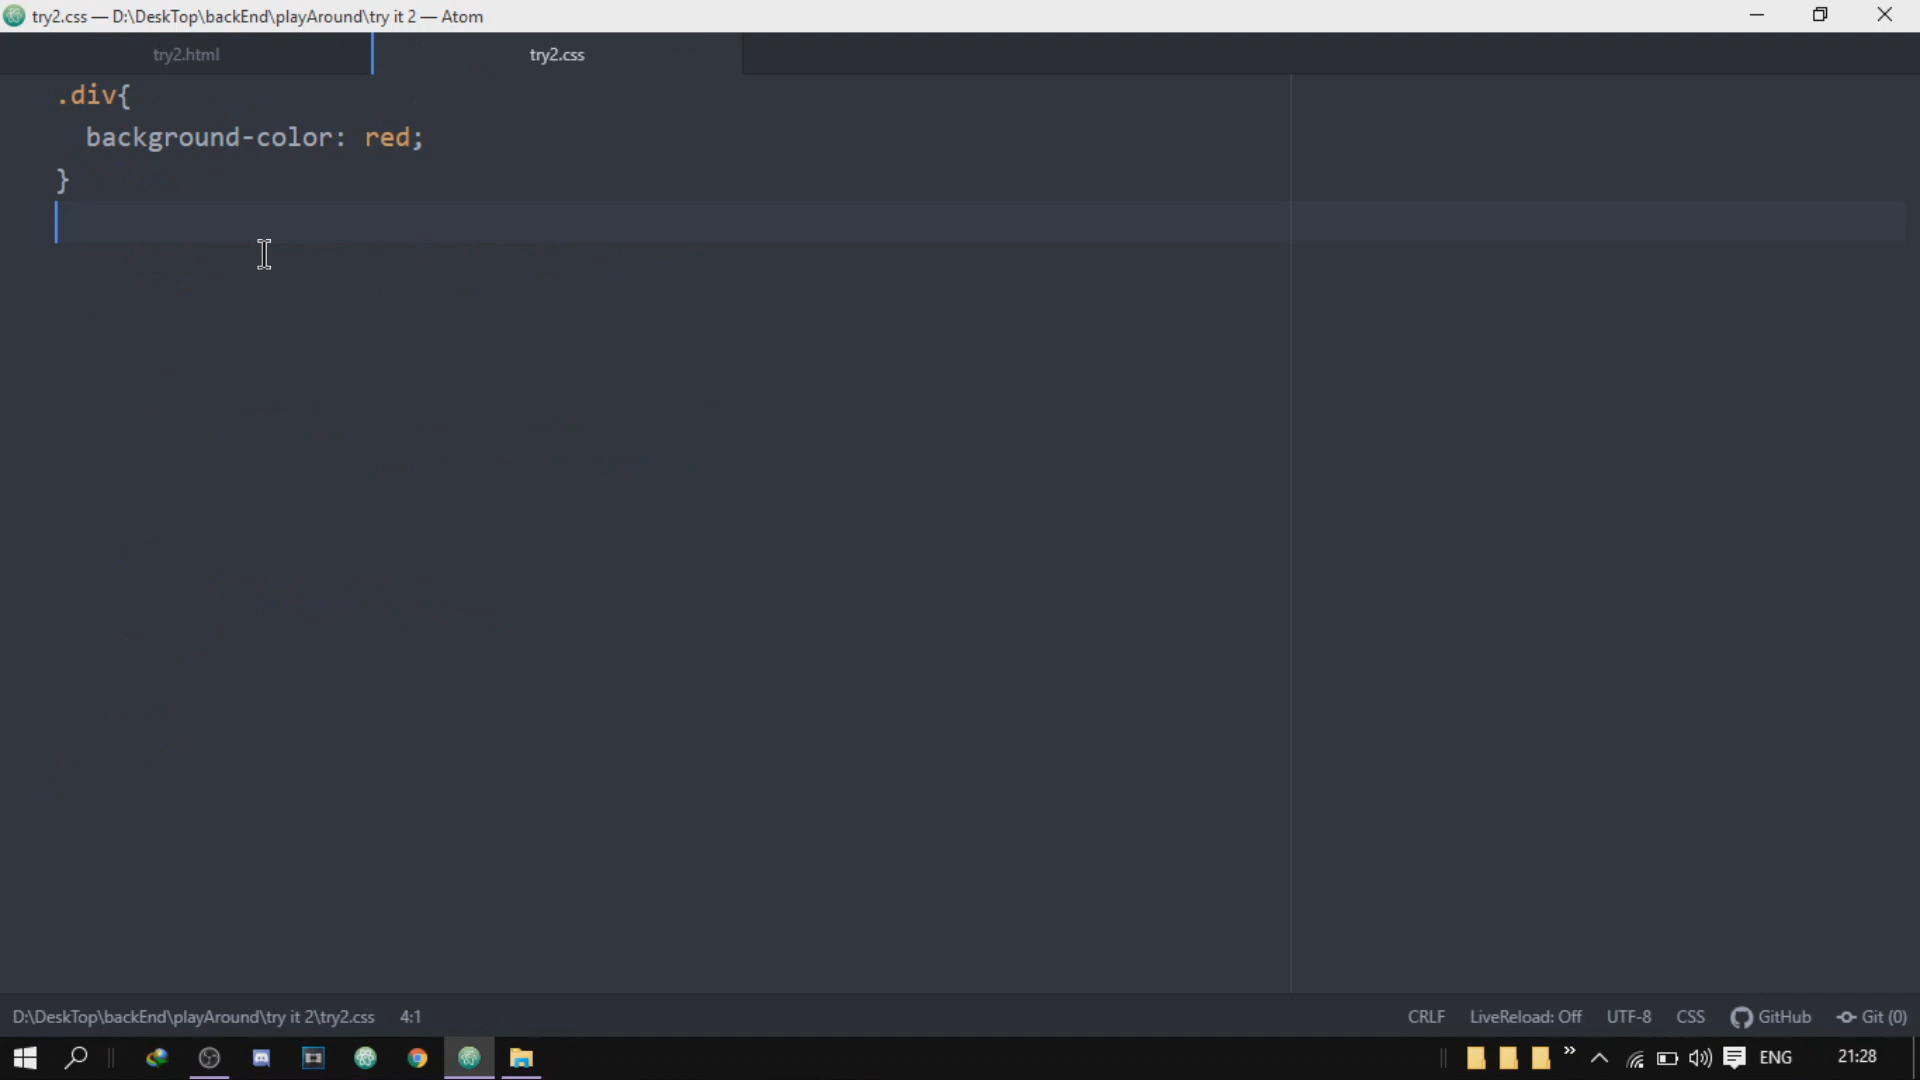 try2.css — D:\DeskTop\backEnd\playAround\try it 2 — Atom
try2.html
try2.css
.div{
  background-color: red;
}
D:\DeskTop\backEnd\playAround\try it 2\try2.css 4:1
CRLF LiveReload: Off UTF-8 CSS GitHub Git (0)
ENG 21:28